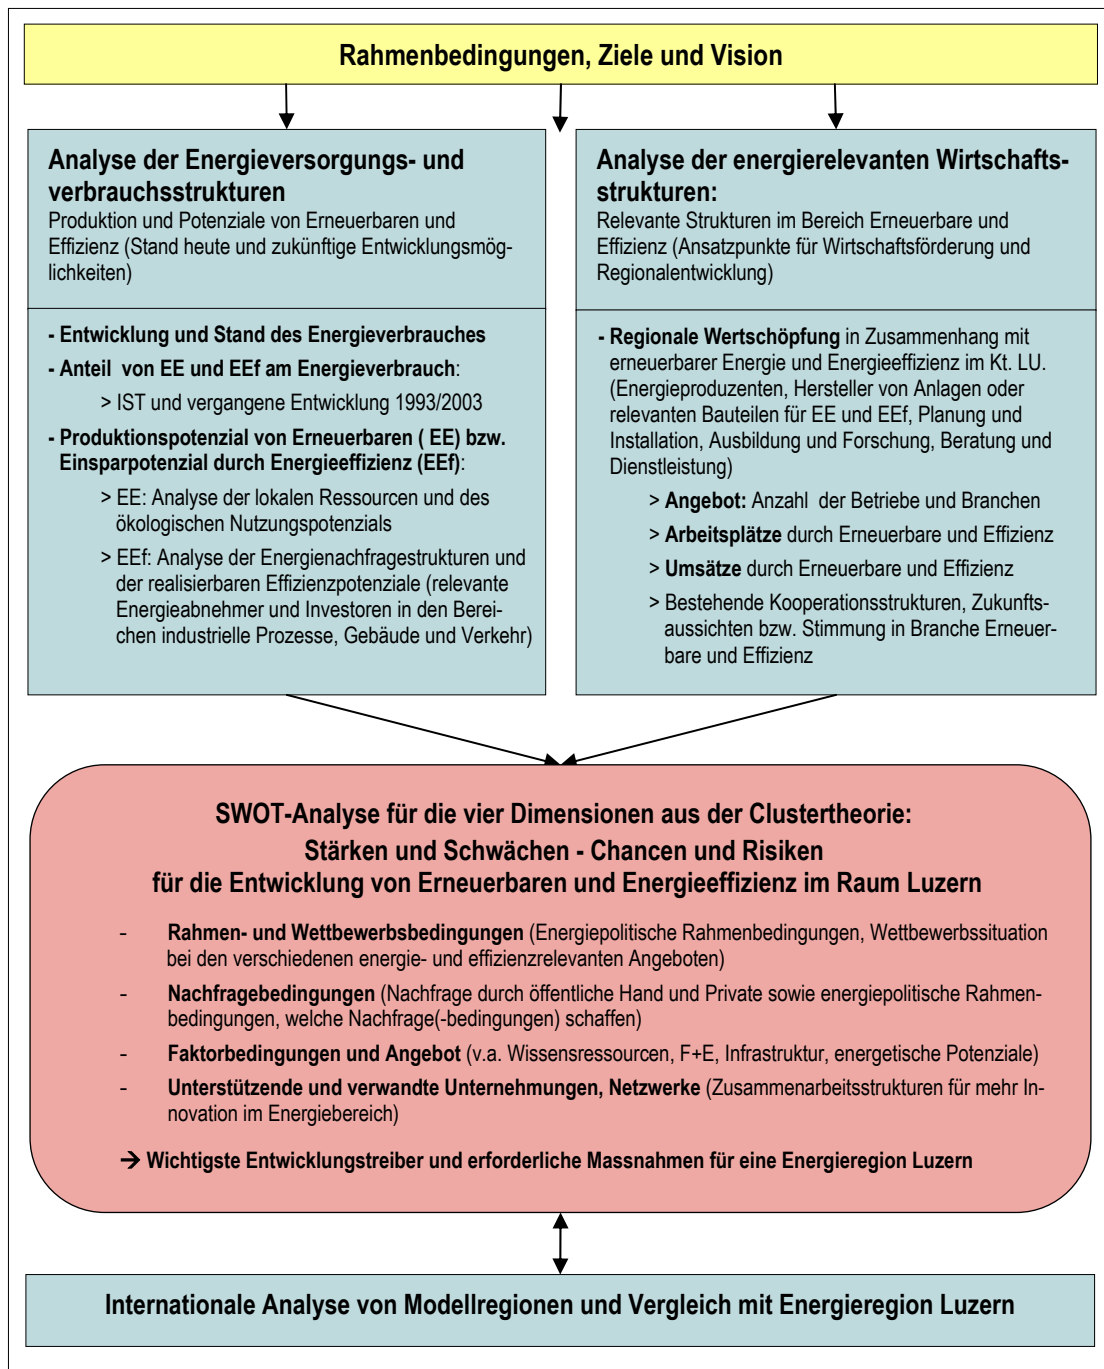 Rahmenbedingungen, Ziele und Vision
Analyse der Energieversorgungs- und
verbrauchsstrukturen
Produktion und Potenziale von Erneuerbaren und
Effizienz (Stand heute und zukünftige Entwicklungsmög-
lichkeiten)
- Entwicklung und Stand des Energieverbrauches
- Anteil von EE und EEf am Energieverbrauch:
> IST und vergangene Entwicklung 1993/2003
- Produktionspotenzial von Erneuerbaren ( EE) bzw.
Einsparpotenzial durch Energieeffizienz (EEf):
> EE: Analyse der lokalen Ressourcen und des
ökologischen Nutzungspotenzials
> EEf: Analyse der Energienachfragestrukturen und
der realisierbaren Effizienzpotenziale (relevante
Energieabnehmer und Investoren in den Berei-
chen industrielle Prozesse, Gebäude und Verkehr)
Analyse der energierelevanten Wirtschafts-
strukturen:
Relevante Strukturen im Bereich Erneuerbare und
Effizienz (Ansatzpunkte für Wirtschaftsförderung und
Regionalentwicklung)
- Regionale Wertschöpfung in Zusammenhang mit
erneuerbarer Energie und Energieeffizienz im Kt. LU.
(Energieproduzenten, Hersteller von Anlagen oder
relevanten Bauteilen für EE und EEf, Planung und
Installation, Ausbildung und Forschung, Beratung und
Dienstleistung)
> Angebot: Anzahl der Betriebe und Branchen
> Arbeitsplätze durch Erneuerbare und Effizienz
> Umsätze durch Erneuerbare und Effizienz
> Bestehende Kooperationsstrukturen, Zukunfts-
aussichten bzw. Stimmung in Branche Erneuer-
bare und Effizienz
SWOT-Analyse für die vier Dimensionen aus der Clustertheorie:
Stärken und Schwächen - Chancen und Risiken
für die Entwicklung von Erneuerbaren und Energieeffizienz im Raum Luzern
- Rahmen- und Wettbewerbsbedingungen (Energiepolitische Rahmenbedingungen, Wettbewerbssituation
bei den verschiedenen energie- und effizienzrelevanten Angeboten)
- Nachfragebedingungen (Nachfrage durch öffentliche Hand und Private sowie energiepolitische Rahmen-
bedingungen, welche Nachfrage(-bedingungen) schaffen)
- Faktorbedingungen und Angebot (v.a. Wissensressourcen, F+E, Infrastruktur, energetische Potenziale)
- Unterstützende und verwandte Unternehmungen, Netzwerke (Zusammenarbeitsstrukturen für mehr In-
novation im Energiebereich)
→ Wichtigste Entwicklungstreiber und erforderliche Massnahmen für eine Energieregion Luzern
Internationale Analyse von Modellregionen und Vergleich mit Energieregion Luzern